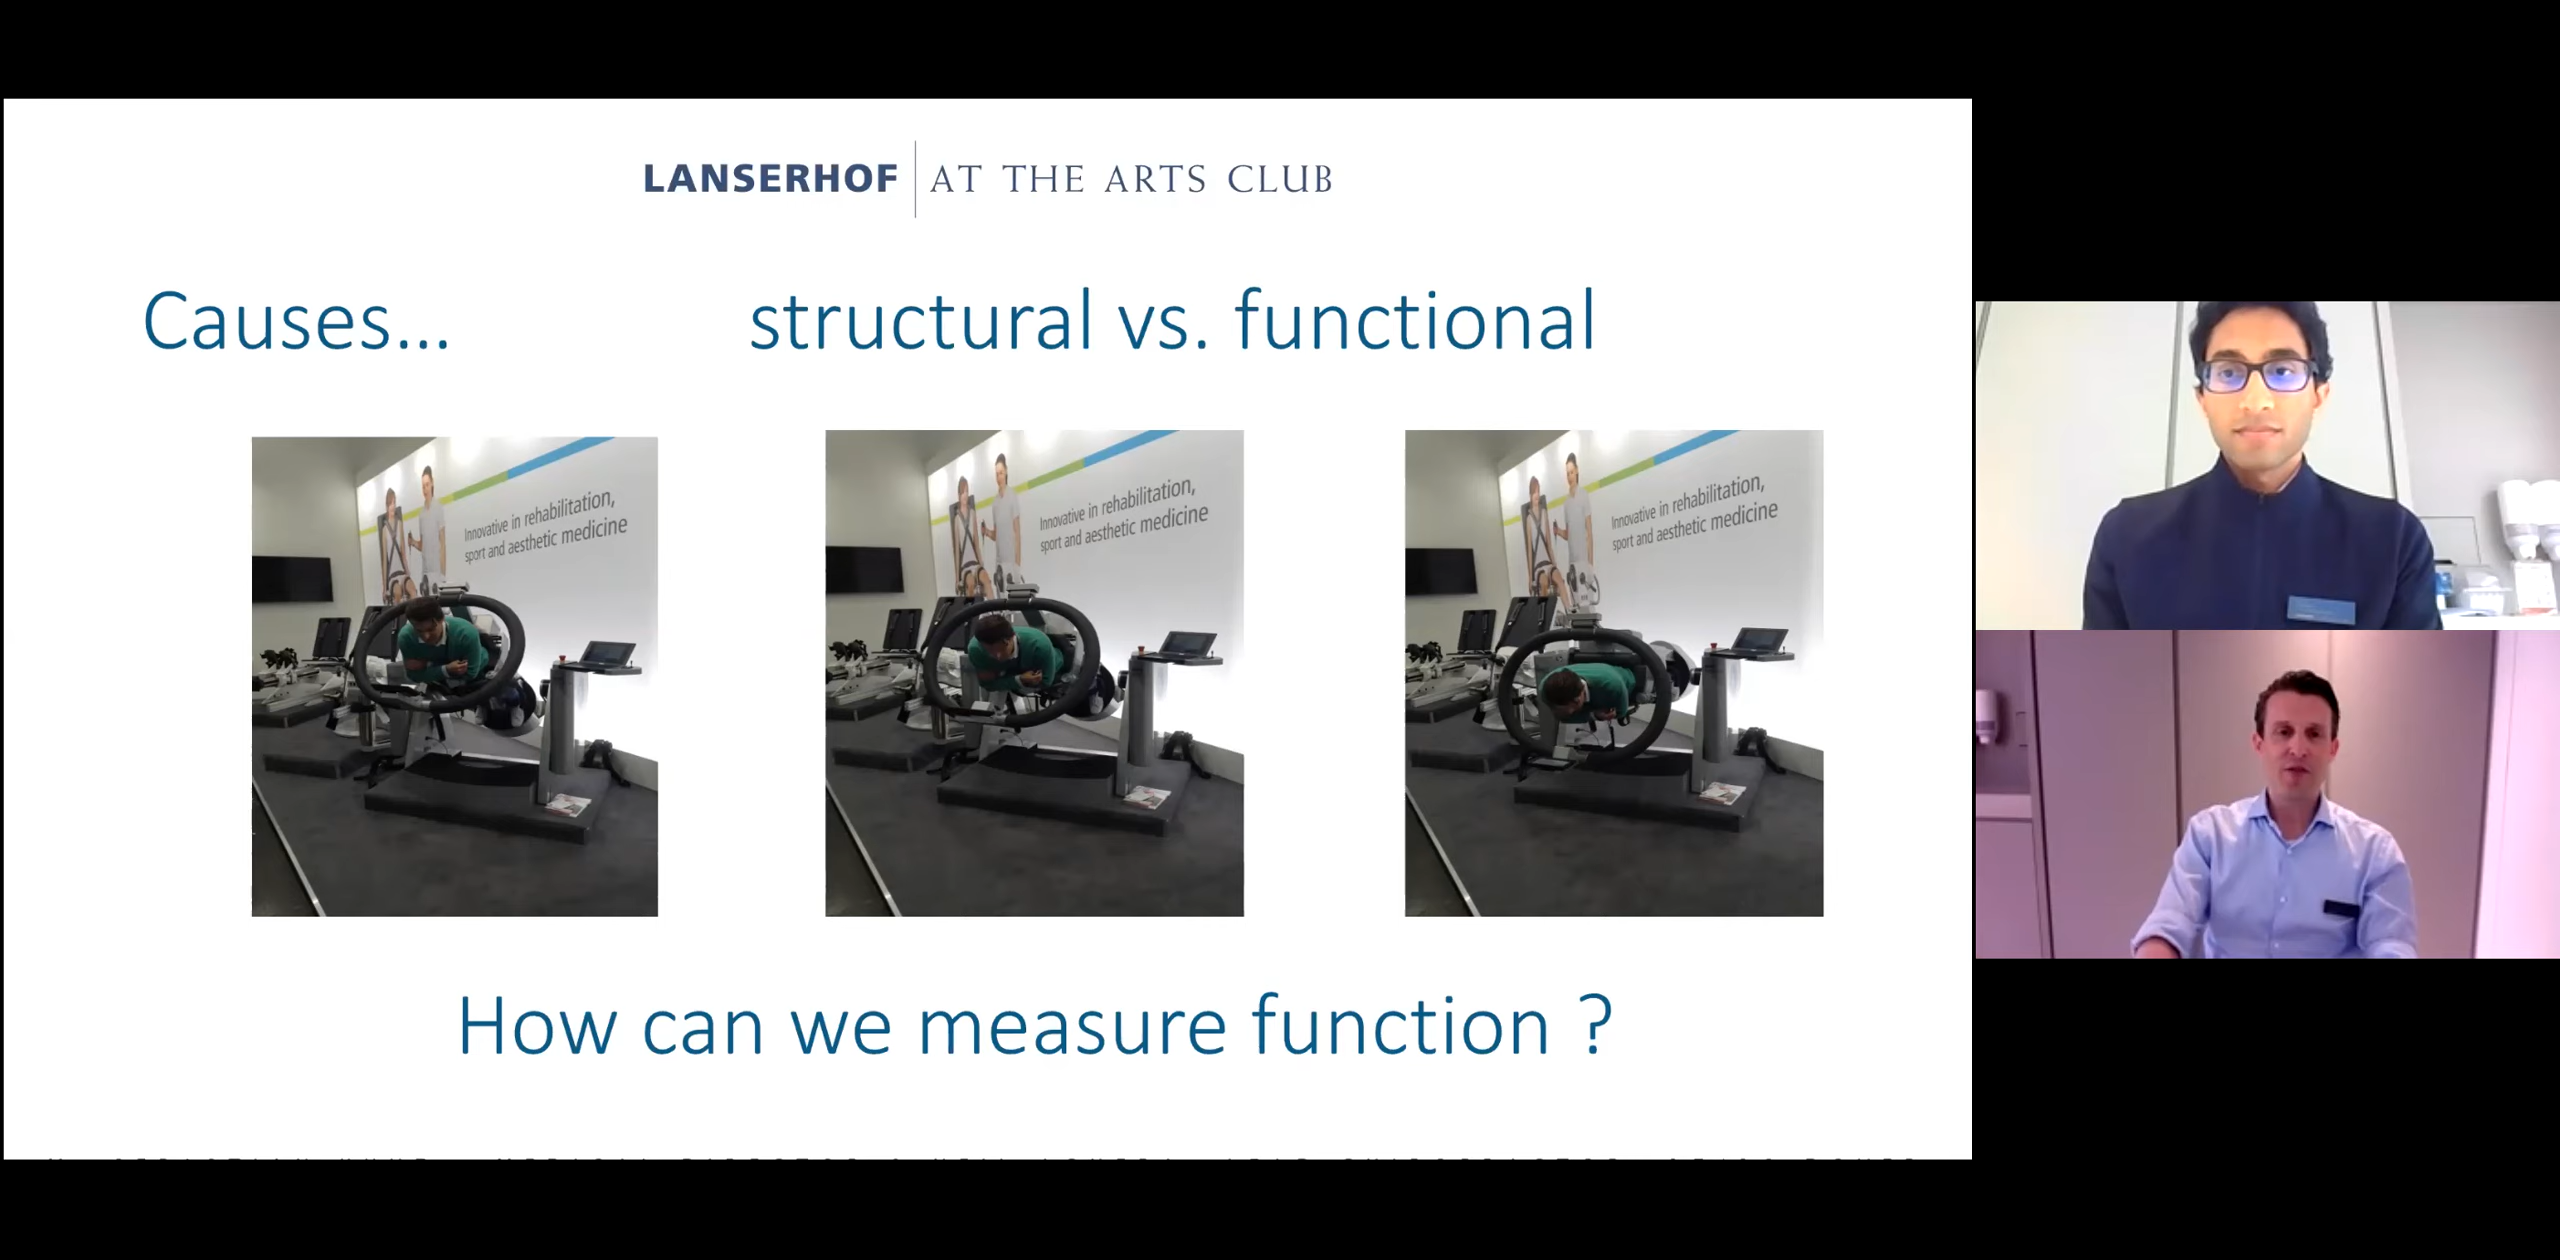 LANSERHOF AT THE ARTS CLUB
Causes... structural vs. functional
Innovative in rehabilitation,
sport and aesthetic medicine
Innovative in rehabilitation,
sport and aesthetic medicine
Innovative in rehabilitation,
sport and aesthetic medicine
How can we measure function ?